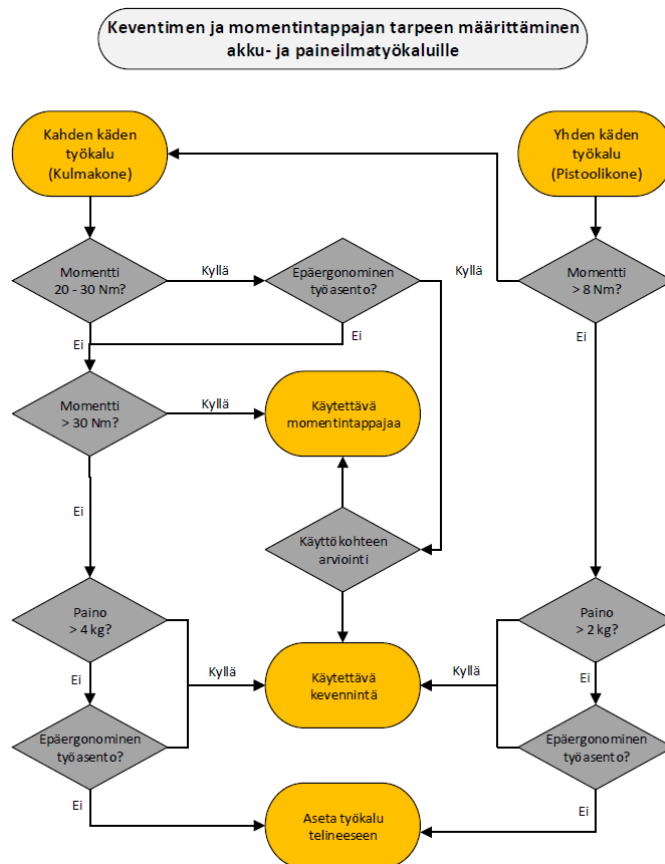 Keventimen ja momentintappajan tarpeen määrittäminen
akku- ja paineilmatyökaluille
Kahden käden
työkalu
(Kulmakone)
Yhden käden
työkalu
(Pistoolikone)
Momentti
20 - 30 Nm?
Kyllä
Epäergonominen
työasento?
Kyllä
Momentti
> 8 Nm?
Ei
Ei
Ei
Momentti
> 30 Nm?
Kyllä
Käytettävä
momentintappajaa
Ei
Käyttökohteen
arviointi
Paino
> 4 kg?
Paino
> 2 kg?
Kyllä
Käytettävä
kevennintä
Kyllä
Ei
Ei
Epäergonominen
työasento?
Epäergonominen
työasento?
Ei
Aseta työkalu
telineeseen
Ei